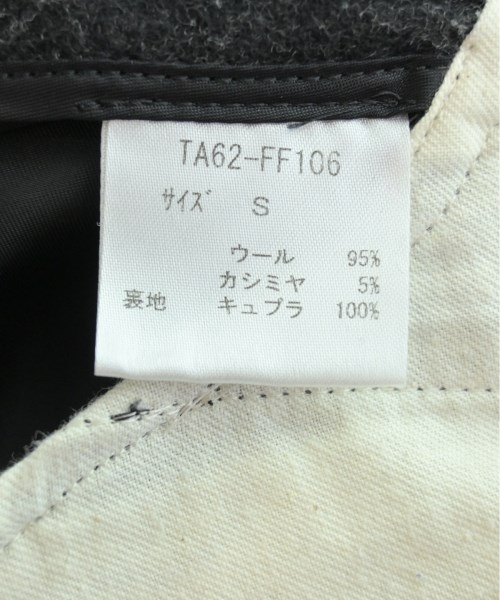 TA62-FF106
ｻｲｽﾞ S
ウール 95%
カシミヤ 5%
裏地 キュプラ 100%